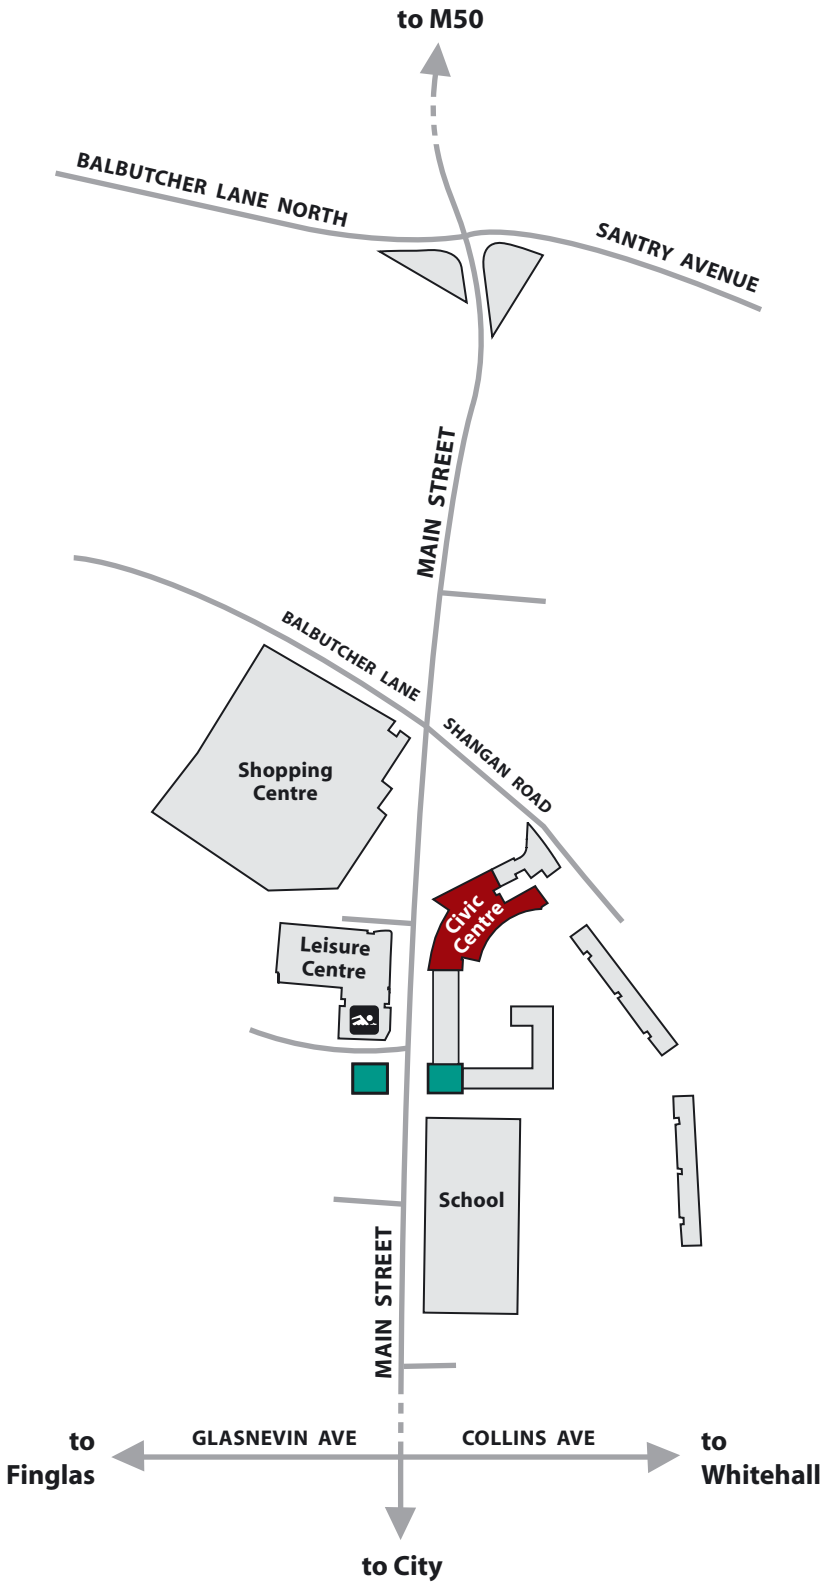 to M50
BALBUTCHER LANE NORTH
SANTRY AVENUE
MAIN STREET
BALBUTCHER LANE
SHANGAN ROAD
Shopping
Centre
Civic
Centre
Leisure
Centre
School
MAIN STREET
to
Finglas
GLASNEVIN AVE
COLLINS AVE
to
Whitehall
to City